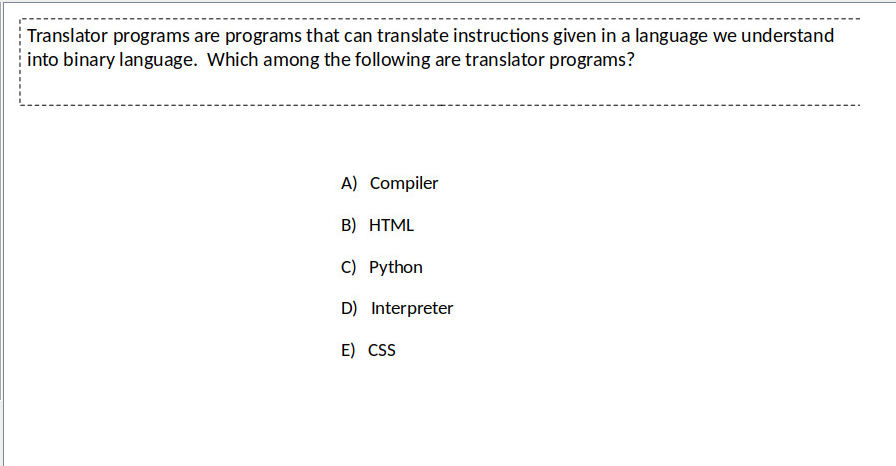 Translator programs are programs that can translate instructions given in a language we understand
into binary language.  Which among the following are translator programs?
A) Compiler
B) HTML
C) Python
D) Interpreter
E) CSS